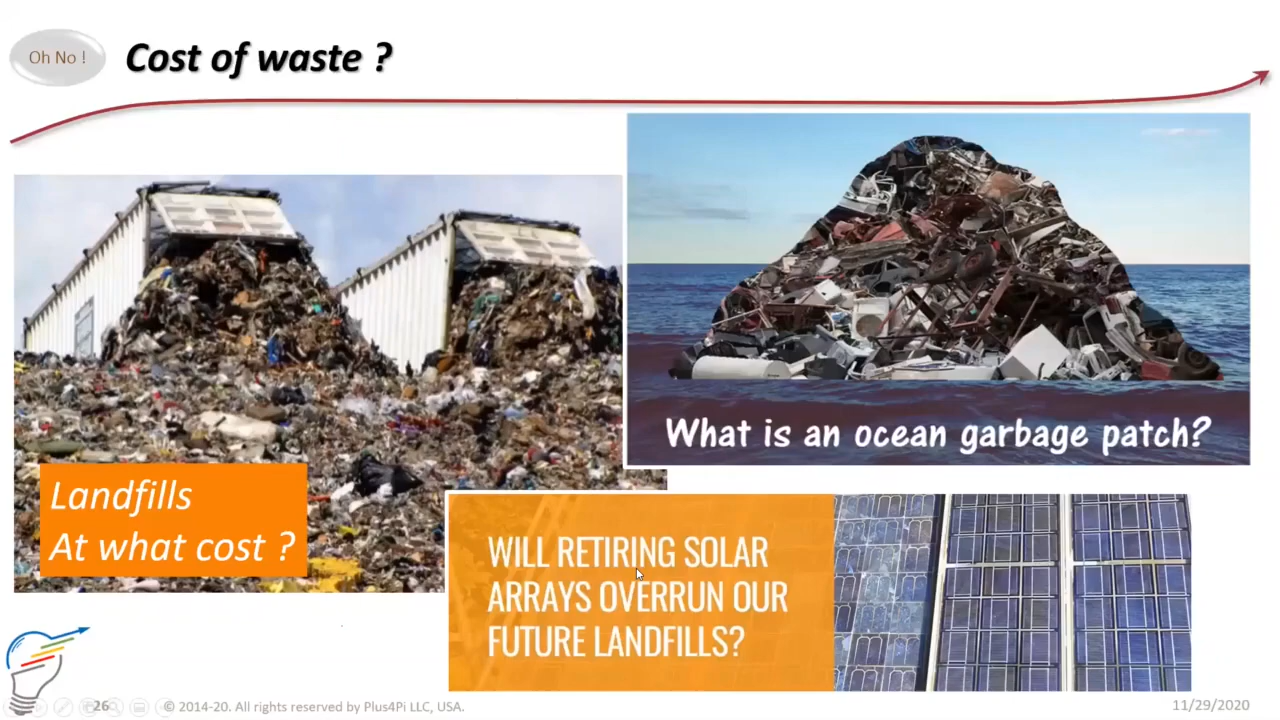 Oh No !
Cost of waste ?
What is an ocean garbage patch?
Landfills
At what cost ?
WILL RETIRING SOLAR
ARRAYS OVERRUN OUR
FUTURE LANDFILLS?
26
© 2014-20. All rights reserved by Plus4Pi LLC, USA.
11/29/2020